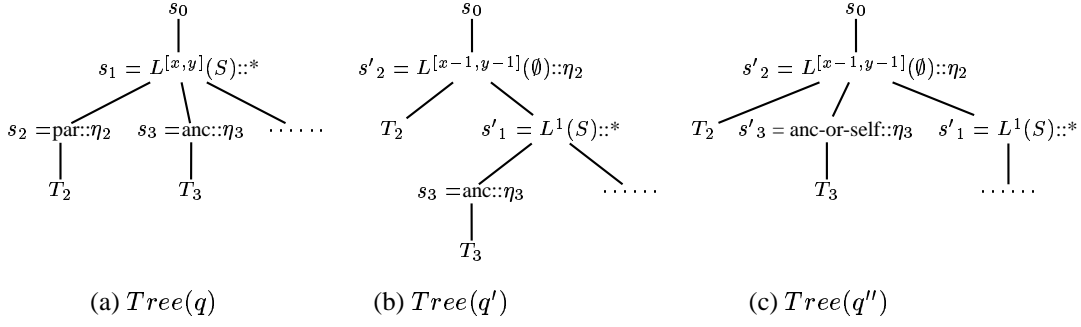 s₀ s₀ s₀
s₁ = L^[x,y](S)::* s'₂ = L^[x−1,y−1](∅)::η₂ s'₂ = L^[x−1,y−1](∅)::η₂
s₂ =par::η₂ s₃ =anc::η₃ ······ T₂ s'₁ = L¹(S)::* T₂ s'₃ = anc-or-self::η₃ s'₁ = L¹(S)::*
T₂ T₃ s₃ =anc::η₃ ······ T₃ ······
T₃
(a) Tree(q) (b) Tree(q') (c) Tree(q'')